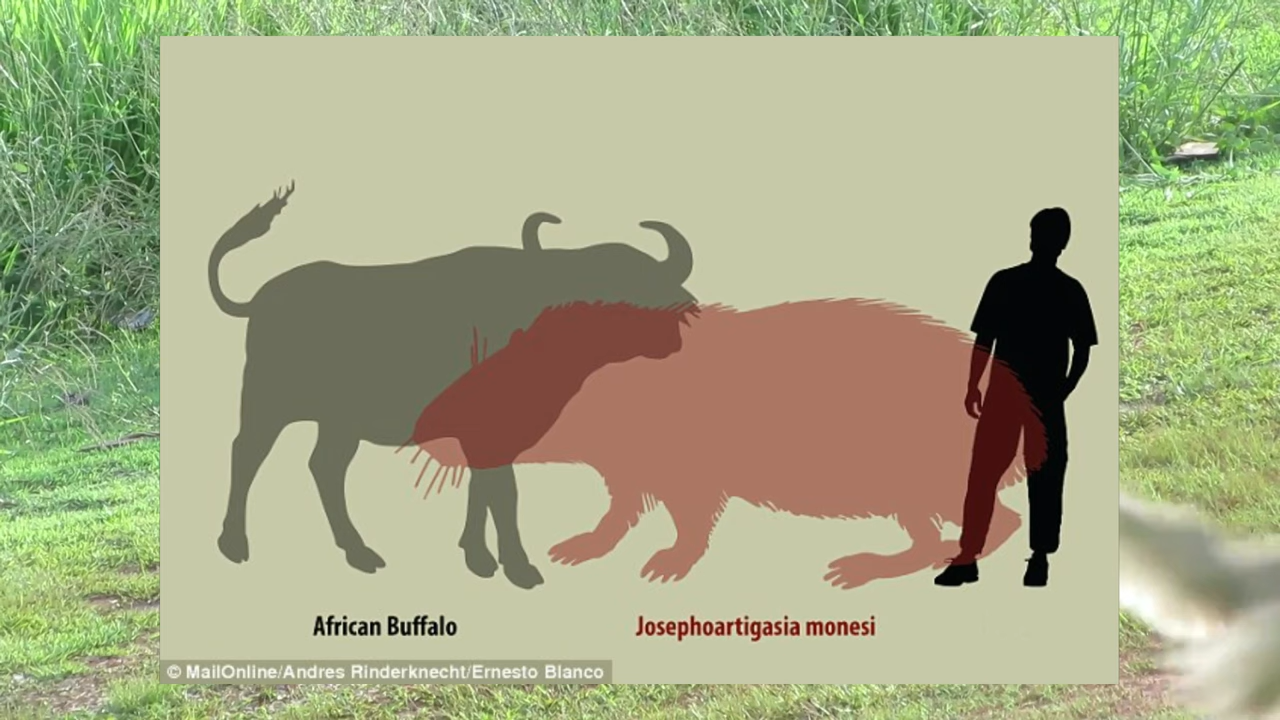 African Buffalo
Josephoartigasia monesi
© MailOnline/Andres Rinderknecht/Ernesto Blanco